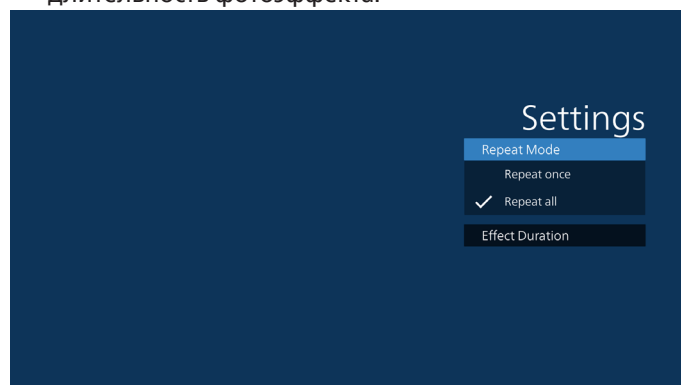 длительность фотоэффекта.
Settings
Repeat Mode
Repeat once
Repeat all
Effect Duration